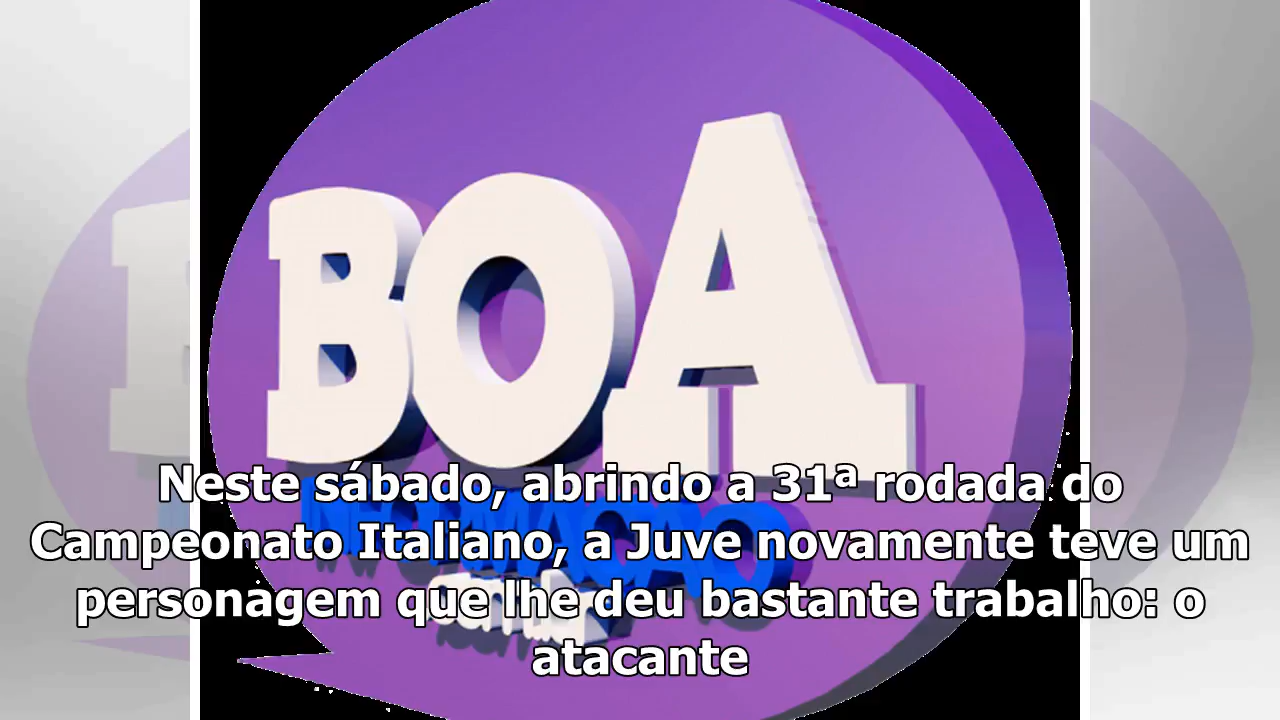 BOA
INFORMAÇÃO
Neste sábado, abrindo a 31ª rodada do
Campeonato Italiano, a Juve novamente teve um
personagem que lhe deu bastante trabalho: o
atacante